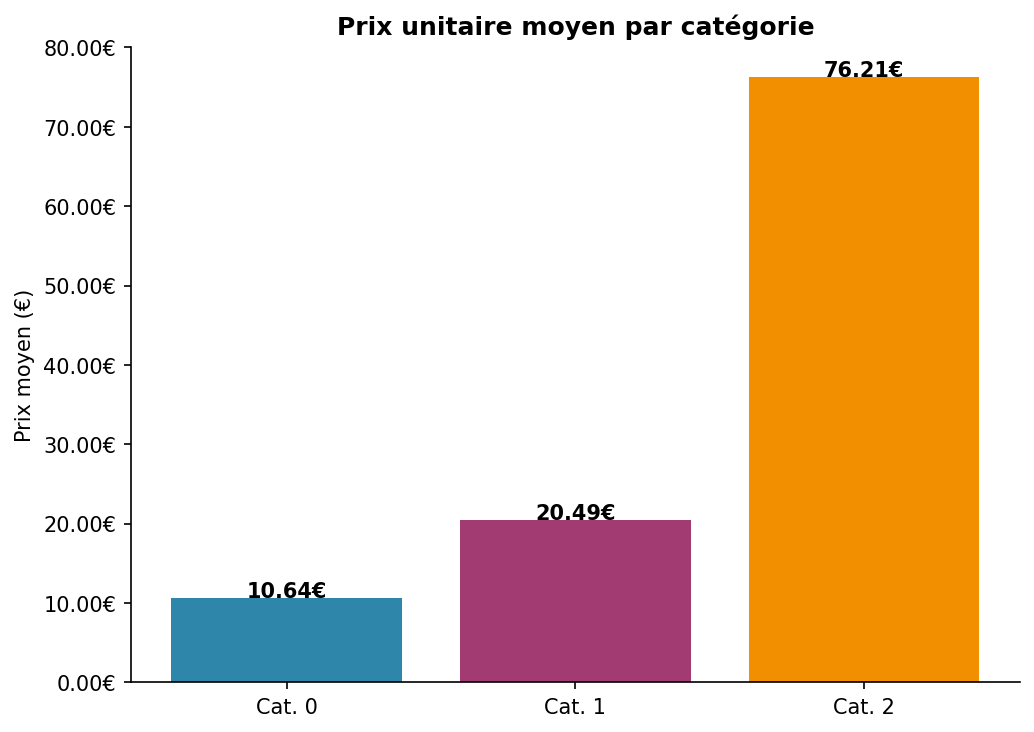 Prix unitaire moyen par catégorie
Prix moyen (€)
80.00€
70.00€
60.00€
50.00€
40.00€
30.00€
20.00€
10.00€
0.00€
10.64€
20.49€
76.21€
Cat. 0
Cat. 1
Cat. 2